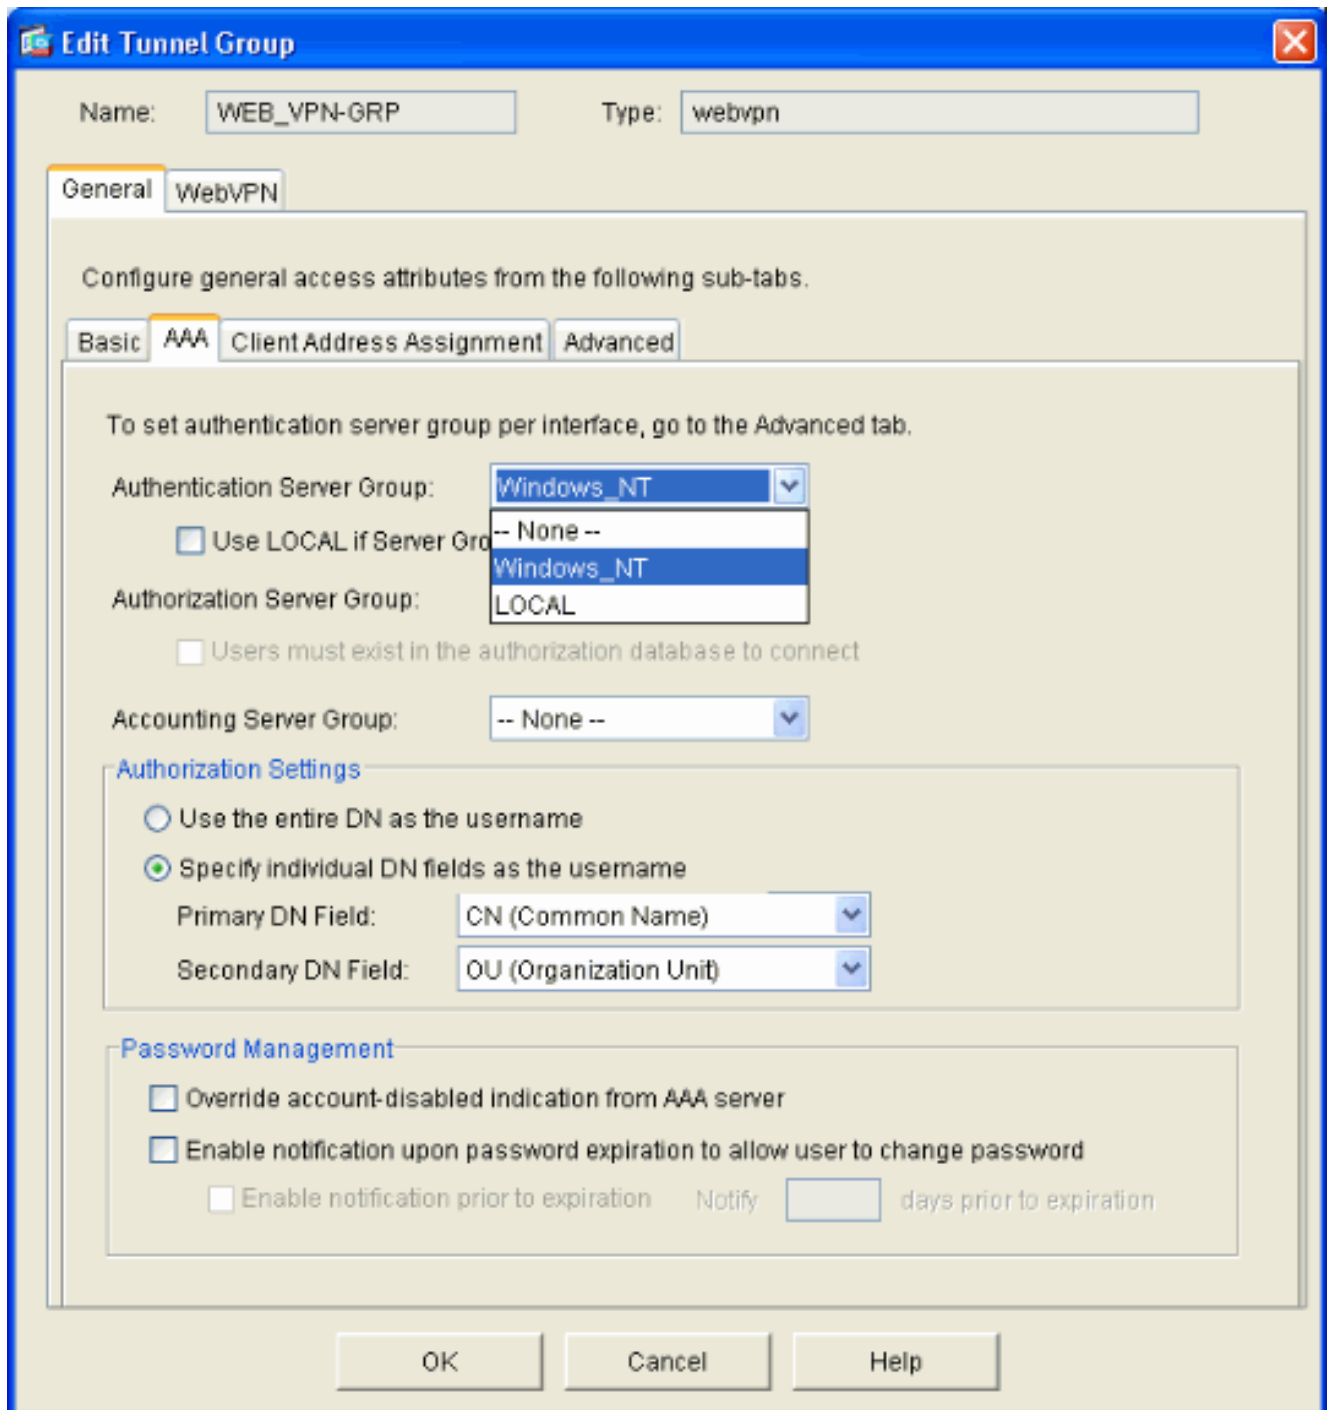 Edit Tunnel Group
Name: WEB_VPN-GRP Type: webvpn
General WebVPN
Configure general access attributes from the following sub-tabs.
Basic AAA Client Address Assignment Advanced
To set authentication server group per interface, go to the Advanced tab.
Authentication Server Group: Windows_NT
-- None --
Use LOCAL if Server Gro
Windows_NT
Authorization Server Group: LOCAL
Users must exist in the authorization database to connect
Accounting Server Group: -- None --
Authorization Settings
Use the entire DN as the username
Specify individual DN fields as the username
Primary DN Field: CN (Common Name)
Secondary DN Field: OU (Organization Unit)
Password Management
Override account-disabled indication from AAA server
Enable notification upon password expiration to allow user to change password
Enable notification prior to expiration Notify days prior to expiration
OK Cancel Help